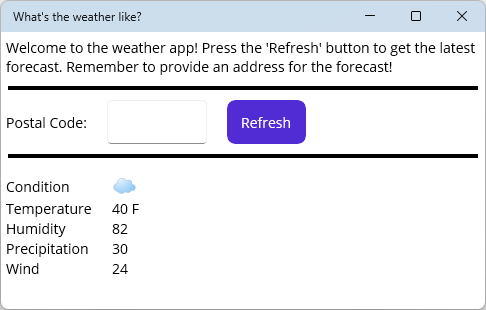 What's the weather like?
Welcome to the weather app! Press the 'Refresh' button to get the latest
forecast. Remember to provide an address for the forecast!
Postal Code: Refresh
Condition
Temperature 40 F
Humidity 82
Precipitation 30
Wind 24